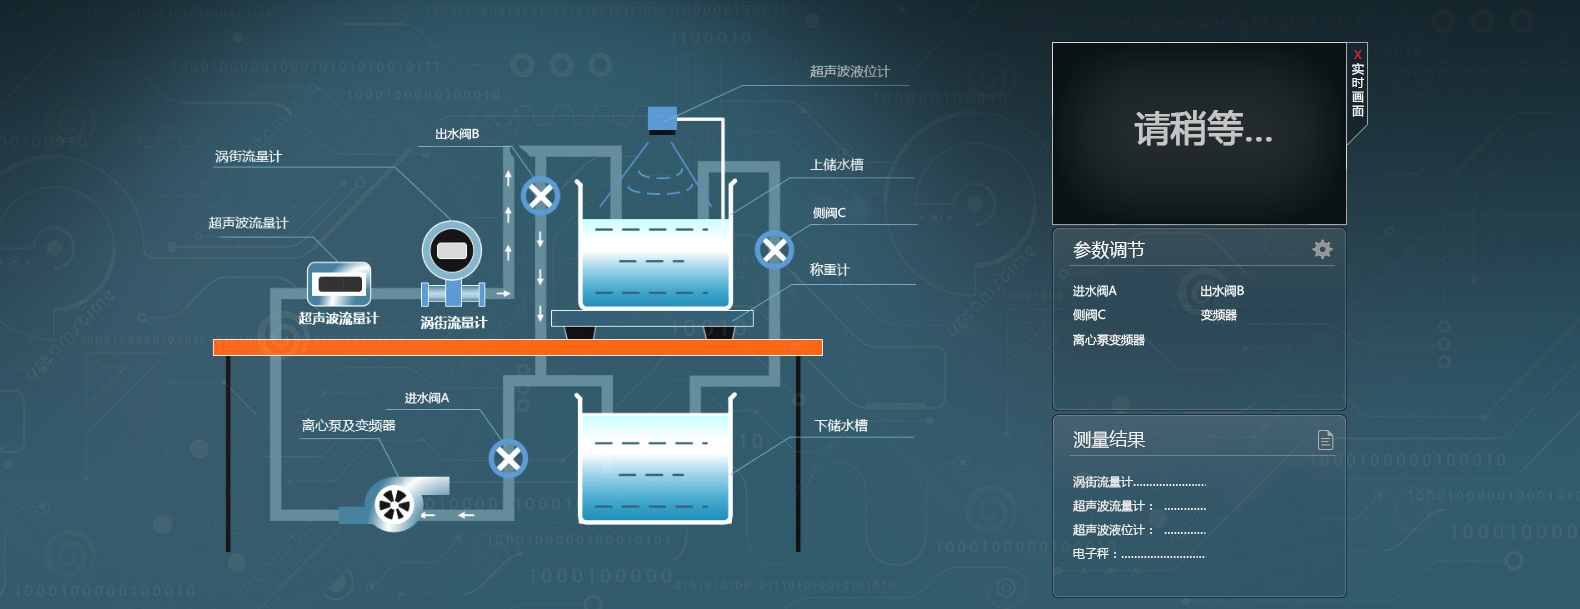 超声波液位计
出水阀B
涡街流量计
上储水槽
超声波流量计
侧阀C
称重计
超声波流量计
涡街流量计
进水阀A
离心泵及变频器
下储水槽
请稍等...
X
实时画面
参数调节
进水阀A 出水阀B
侧阀C 变频器
离心泵变频器
测量结果
涡街流量计.......................
超声波流量计： .............
超声波液位计： .............
电子秤：..........................